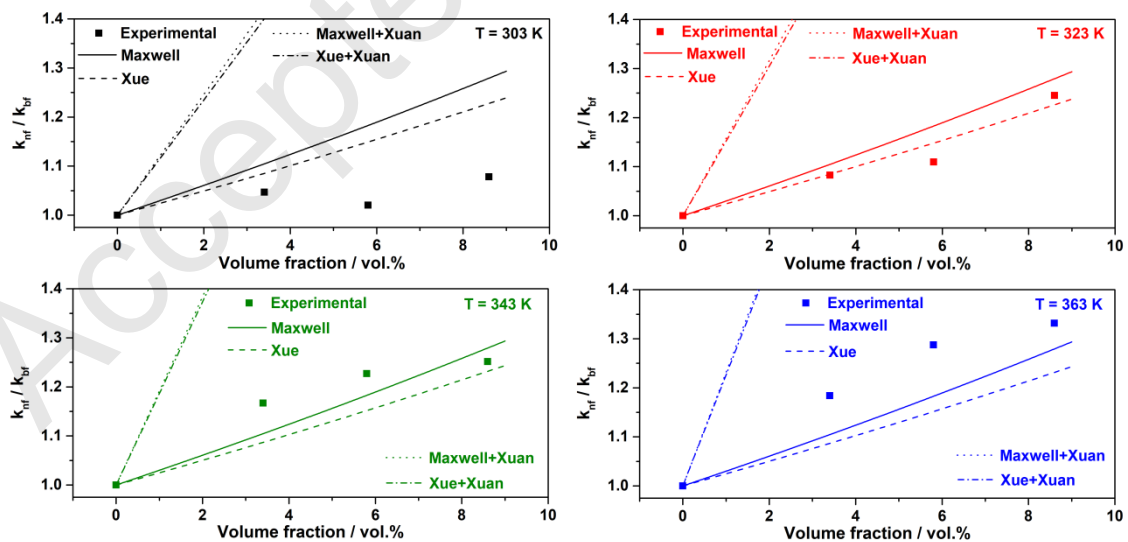 Accepte
1.4
1.3
1.2
1.1
1.0
k_nf / k_bf
Experimental
Maxwell
Xue
Maxwell+Xuan
Xue+Xuan
T = 303 K
0 2 4 6 8 10
Volume fraction / vol.%
1.4
1.3
1.2
1.1
1.0
k_nf / k_bf
Experimental
Maxwell
Xue
Maxwell+Xuan
Xue+Xuan
T = 323 K
0 2 4 6 8 10
Volume fraction / vol.%
1.4
1.3
1.2
1.1
1.0
k_nf / k_bf
Experimental
Maxwell
Xue
T = 343 K
Maxwell+Xuan
Xue+Xuan
0 2 4 6 8 10
Volume fraction / vol.%
1.4
1.3
1.2
1.1
1.0
k_nf / k_bf
Experimental
Maxwell
Xue
T = 363 K
Maxwell+Xuan
Xue+Xuan
0 2 4 6 8 10
Volume fraction / vol.%